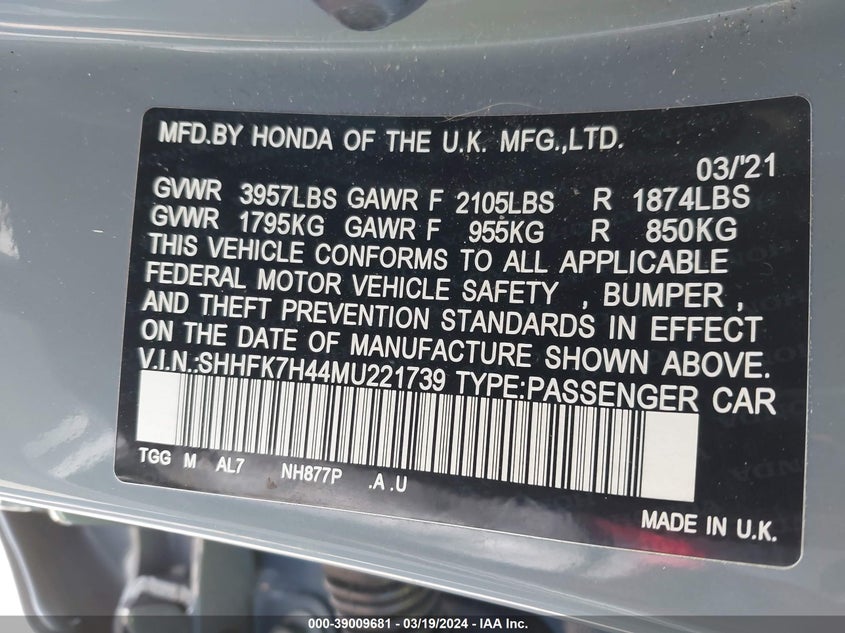 MFD.BY HONDA OF THE U.K. MFG.,LTD.
03/'21
GVWR 3957LBS GAWR F 2105LBS R 1874LBS
GVWR 1795KG GAWR F 955KG R 850KG
THIS VEHICLE CONFORMS TO ALL APPLICABLE
FEDERAL MOTOR VEHICLE SAFETY , BUMPER ,
AND THEFT PREVENTION STANDARDS IN EFFECT
ON THE DATE OF MANUFACTURE SHOWN ABOVE.
V.I.N.:SHHFK7H44MU221739 TYPE:PASSENGER CAR
TGG M AL7 NH877P .A .U
MADE IN U.K.
000-39009681 - 03/19/2024 - IAA Inc.